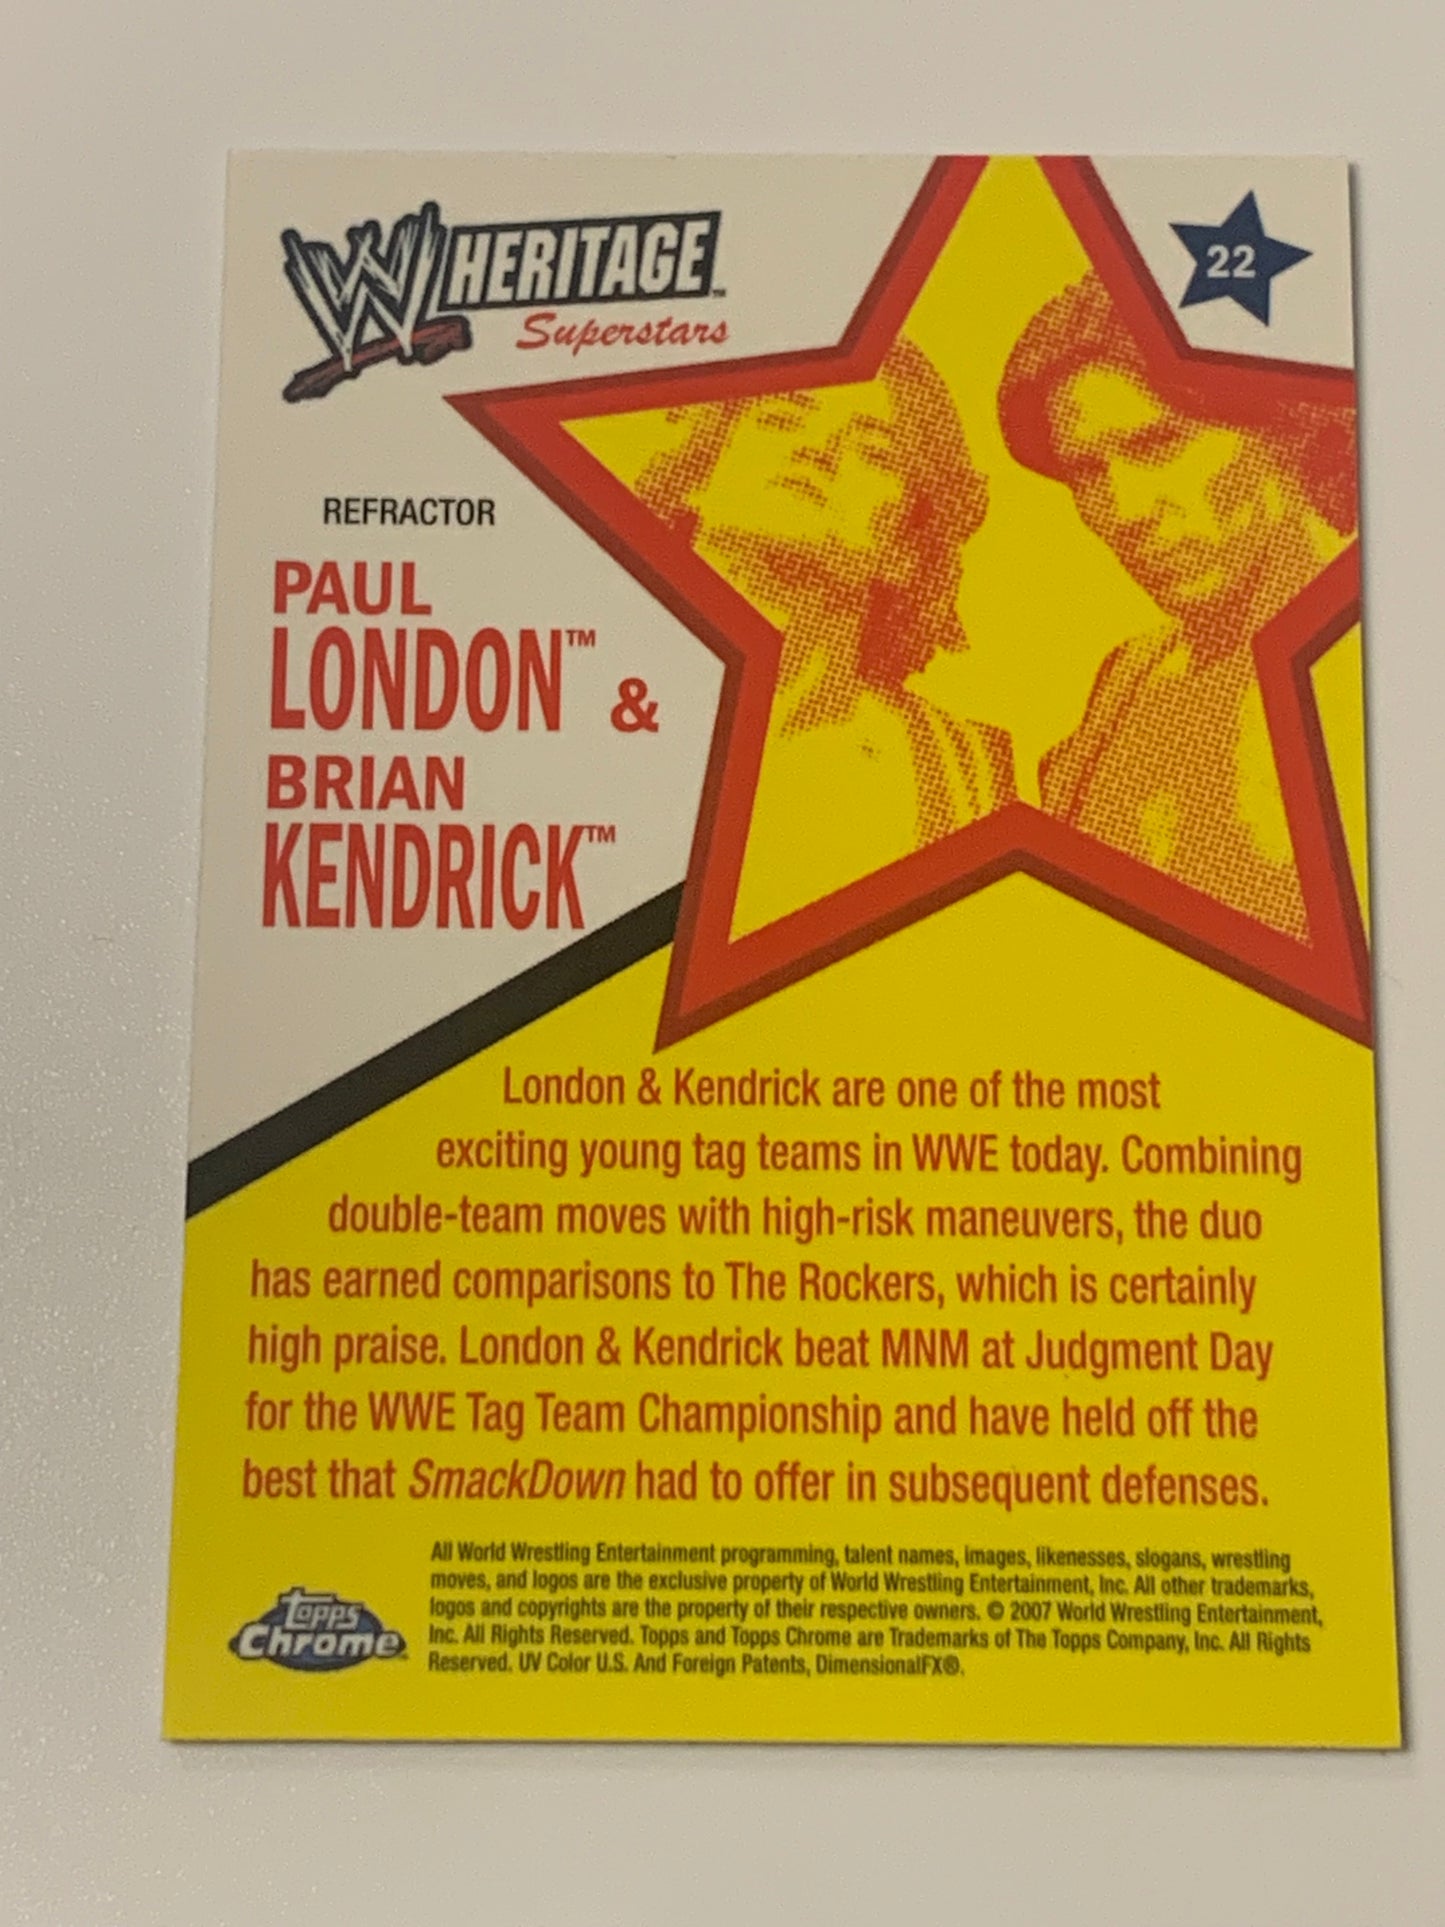 W HERITAGE™
Superstars
22
REFRACTOR
PAUL
LONDON™ &
BRIAN
KENDRICK™
London & Kendrick are one of the most
exciting young tag teams in WWE today. Combining
double-team moves with high-risk maneuvers, the duo
has earned comparisons to The Rockers, which is certainly
high praise. London & Kendrick beat MNM at Judgment Day
for the WWE Tag Team Championship and have held off the
best that SmackDown had to offer in subsequent defenses.
topps
Chrome
All World Wrestling Entertainment programming, talent names, images, likenesses, slogans, wrestling
moves, and logos are the exclusive property of World Wrestling Entertainment, Inc. All other trademarks,
logos and copyrights are the property of their respective owners. © 2007 World Wrestling Entertainment,
Inc. All Rights Reserved. Topps and Topps Chrome are Trademarks of The Topps Company, Inc. All Rights
Reserved. UV Color U.S. And Foreign Patents, DimensionalFX®.